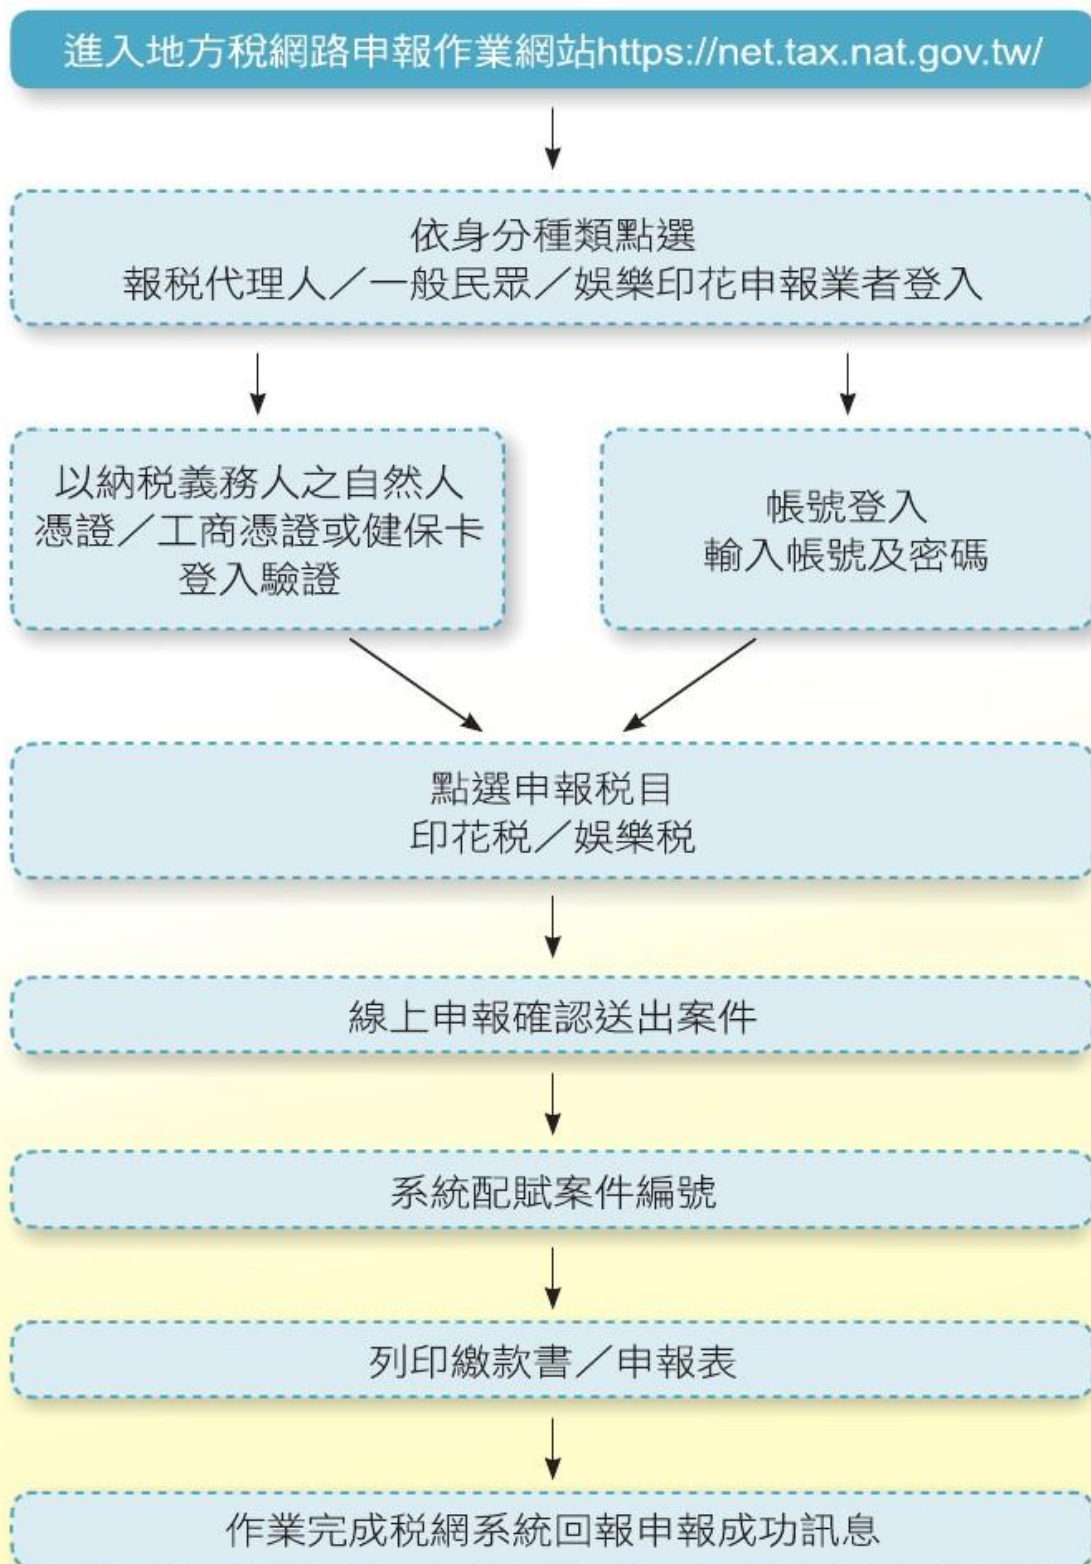 進入地方稅網路申報作業網站https://net.tax.nat.gov.tw/
依身分種類點選
報稅代理人／一般民眾／娛樂印花申報業者登入
以納稅義務人之自然人
憑證／工商憑證或健保卡
登入驗證
帳號登入
輸入帳號及密碼
點選申報稅目
印花稅／娛樂稅
線上申報確認送出案件
系統配賦案件編號
列印繳款書／申報表
作業完成稅網系統回報申報成功訊息